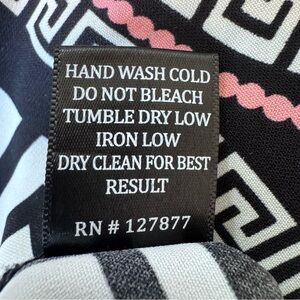 HAND WASH COLD
DO NOT BLEACH
TUMBLE DRY LOW
IRON LOW
DRY CLEAN FOR BEST
RESULT
RN # 127877